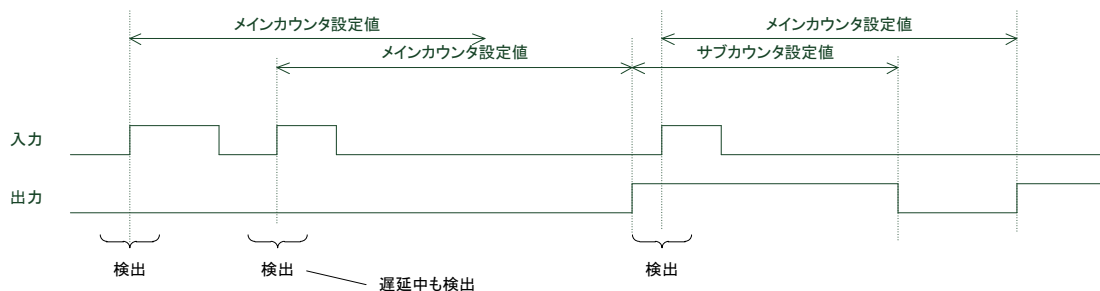 メインカウンタ設定値
メインカウンタ設定値
メインカウンタ設定値
サブカウンタ設定値
入力
出力
検出
検出
検出
遅延中も検出